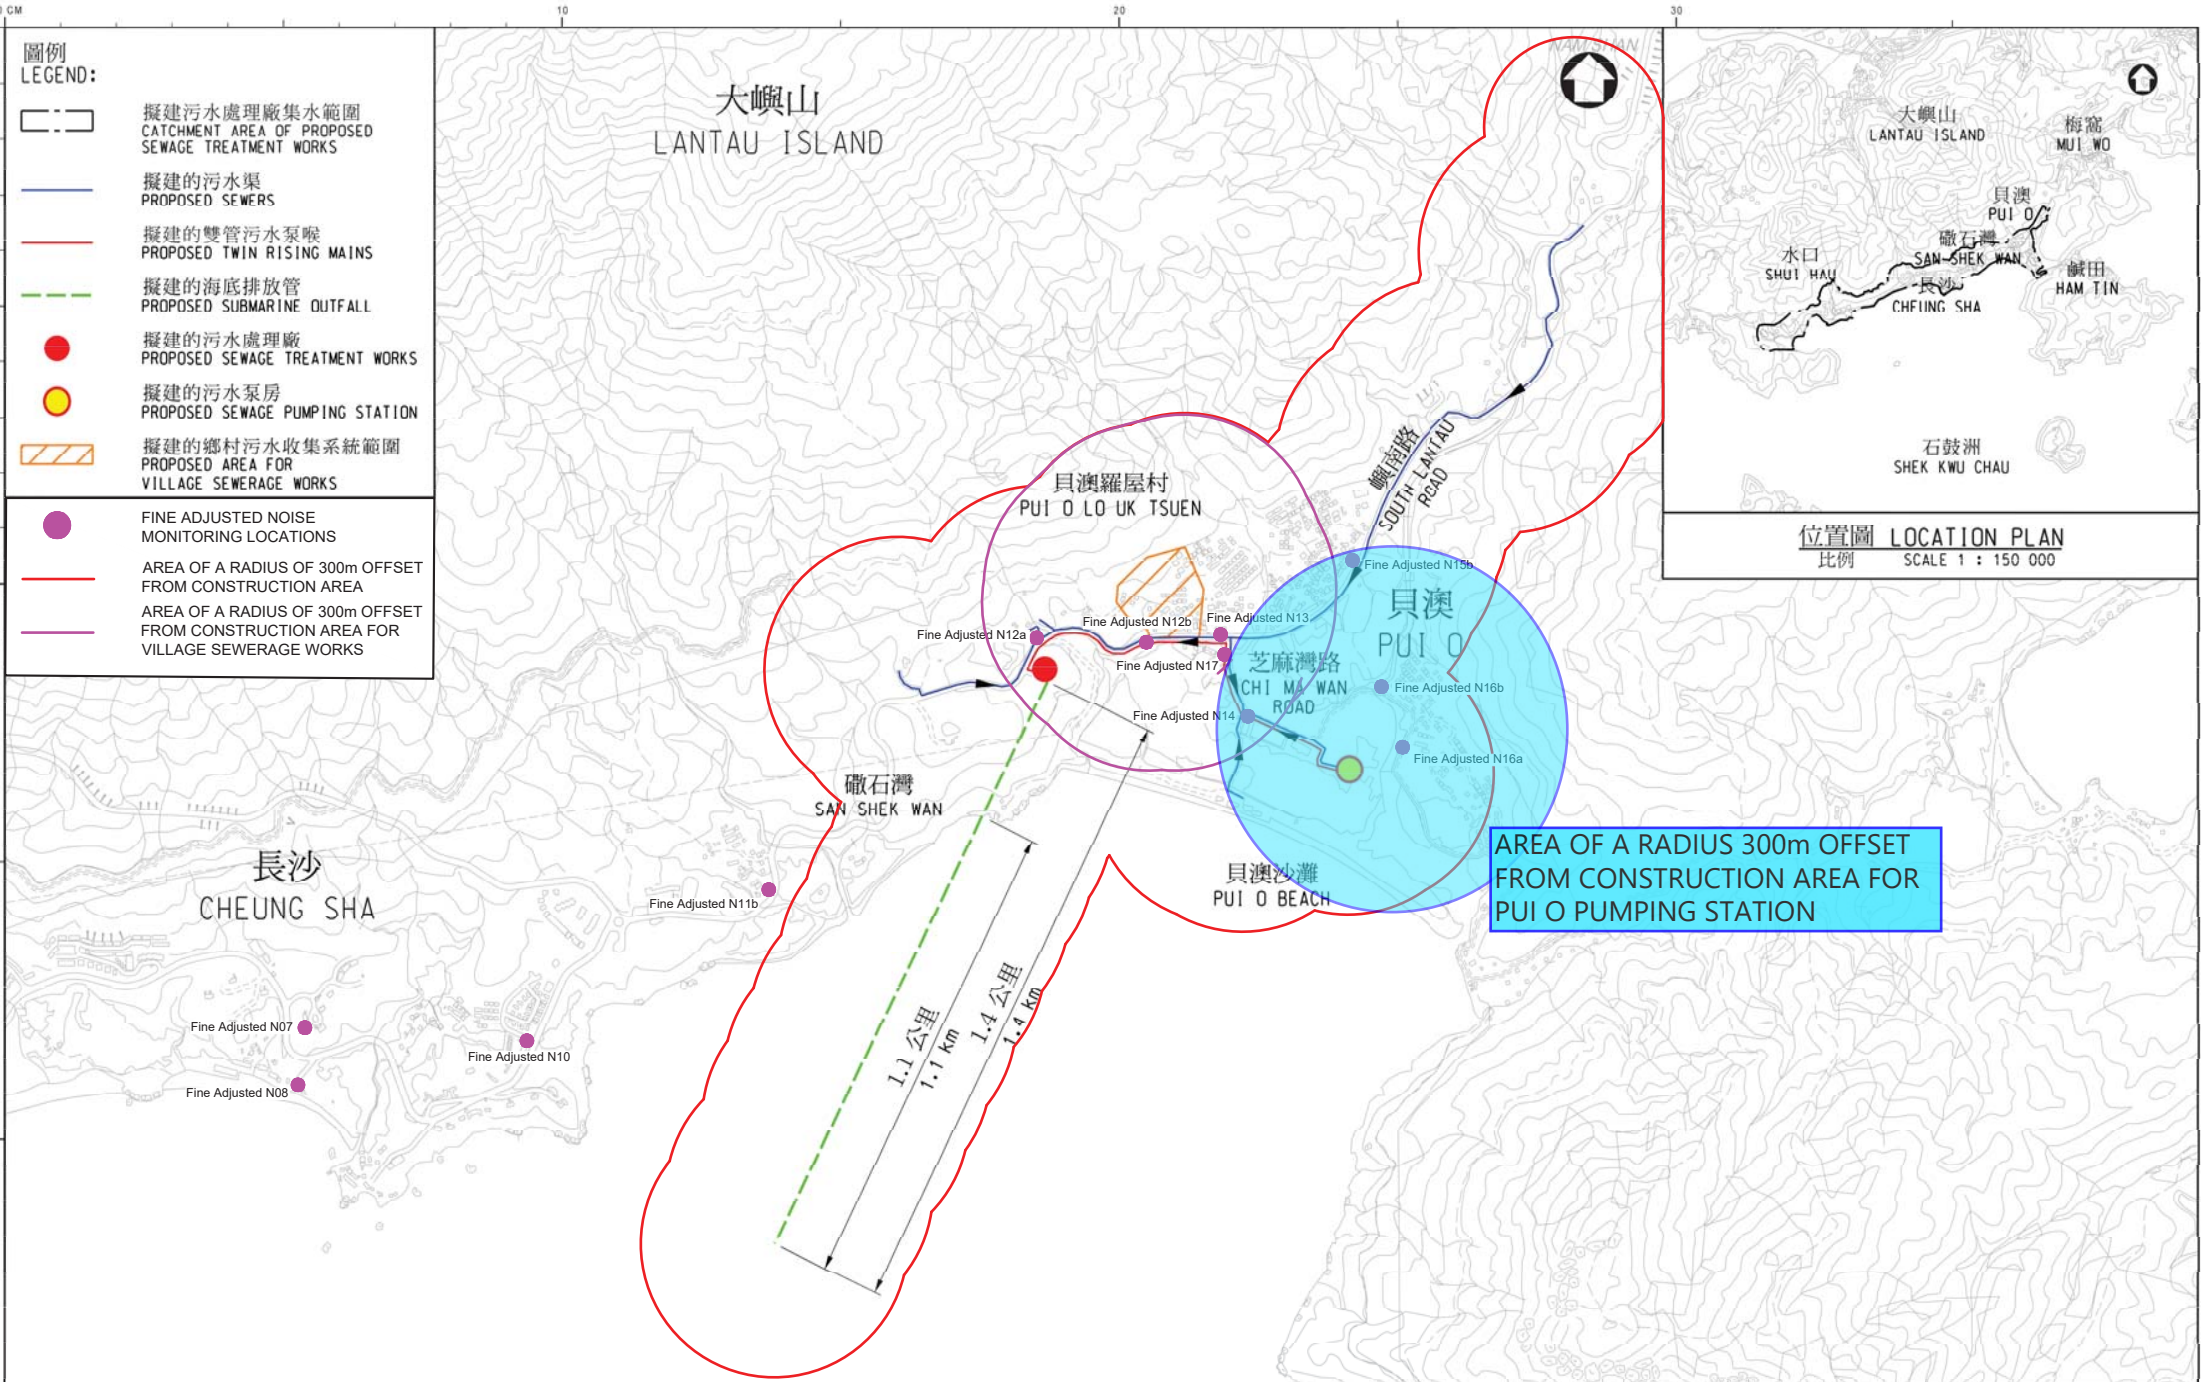 0 CM
10
20
30
圖例
LEGEND:
擬建污水處理廠集水範圍
CATCHMENT AREA OF PROPOSED
SEWAGE TREATMENT WORKS
擬建的污水渠
PROPOSED SEWERS
擬建的雙管污水泵喉
PROPOSED TWIN RISING MAINS
擬建的海底排放管
PROPOSED SUBMARINE OUTFALL
擬建的污水處理廠
PROPOSED SEWAGE TREATMENT WORKS
擬建的污水泵房
PROPOSED SEWAGE PUMPING STATION
擬建的鄉村污水收集系統範圍
PROPOSED AREA FOR
VILLAGE SEWERAGE WORKS
FINE ADJUSTED NOISE
MONITORING LOCATIONS
AREA OF A RADIUS OF 300m OFFSET
FROM CONSTRUCTION AREA
AREA OF A RADIUS OF 300m OFFSET
FROM CONSTRUCTION AREA FOR
VILLAGE SEWERAGE WORKS
大嶼山
LANTAU ISLAND
NAM SHAN
大嶼山
LANTAU ISLAND
梅窩
MUI WO
貝澳
PUI O
磡石灣
SAN SHEK WAN
水口
SHUI HAU
鹹田
HAM TIN
長沙
CHEUNG SHA
石鼓洲
SHEK KWU CHAU
位置圖 LOCATION PLAN
比例 SCALE 1 : 150 000
嶼南路
SOUTH LANTAU
ROAD
貝澳羅屋村
PUI O LO UK TSUEN
Fine Adjusted N15b
貝澳
PUI O
Fine Adjusted N13
Fine Adjusted N12b
Fine Adjusted N12a
Fine Adjusted N17
芝麻灣路
CHI MA WAN
ROAD
Fine Adjusted N16b
Fine Adjusted N14
Fine Adjusted N16a
磡石灣
SAN SHEK WAN
貝澳沙灘
PUI O BEACH
AREA OF A RADIUS 300m OFFSET
FROM CONSTRUCTION AREA FOR
PUI O PUMPING STATION
長沙
CHEUNG SHA
Fine Adjusted N11b
1.1 公里
1.1 km
1.4 公里
1.4 km
Fine Adjusted N07
Fine Adjusted N10
Fine Adjusted N08